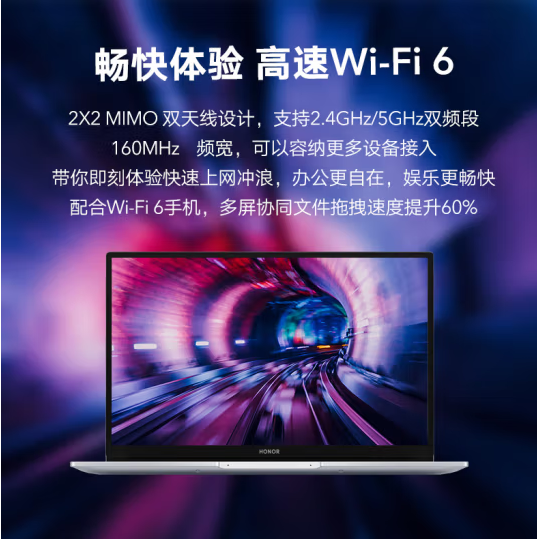 畅快体验 高速Wi-Fi 6
2X2 MIMO 双天线设计，支持2.4GHz/5GHz双频段
160MHz 频宽，可以容纳更多设备接入
带你即刻体验快速上网冲浪，办公更自在，娱乐更畅快
配合Wi-Fi 6手机，多屏协同文件拖拽速度提升60%
HONOR